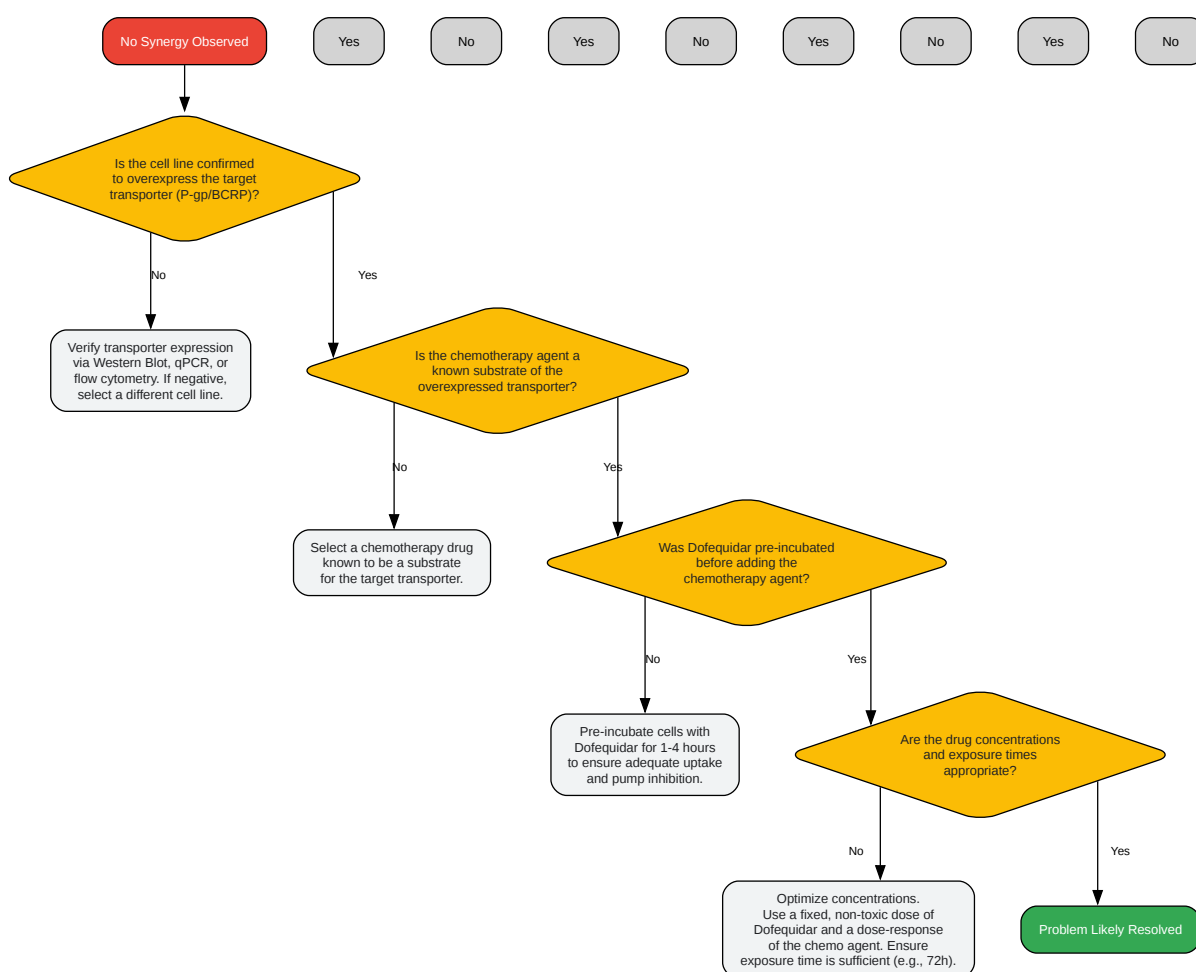 No Synergy Observed
Yes
No
Yes
No
Yes
No
Yes
No
Is the cell line confirmed
to overexpress the target
transporter (P-gp/BCRP)?
No
Yes
Verify transporter expression
via Western Blot, qPCR, or
flow cytometry. If negative,
select a different cell line.
Is the chemotherapy agent a
known substrate of the
overexpressed transporter?
No
Yes
Select a chemotherapy drug
known to be a substrate
for the target transporter.
Was Dofequidar pre-incubated
before adding the
chemotherapy agent?
No
Yes
Pre-incubate cells with
Dofequidar for 1-4 hours
to ensure adequate uptake
and pump inhibition.
Are the drug concentrations
and exposure times
appropriate?
No
Yes
Optimize concentrations.
Use a fixed, non-toxic dose of
Dofequidar and a dose-response
of the chemo agent. Ensure
exposure time is sufficient (e.g., 72h).
Problem Likely Resolved